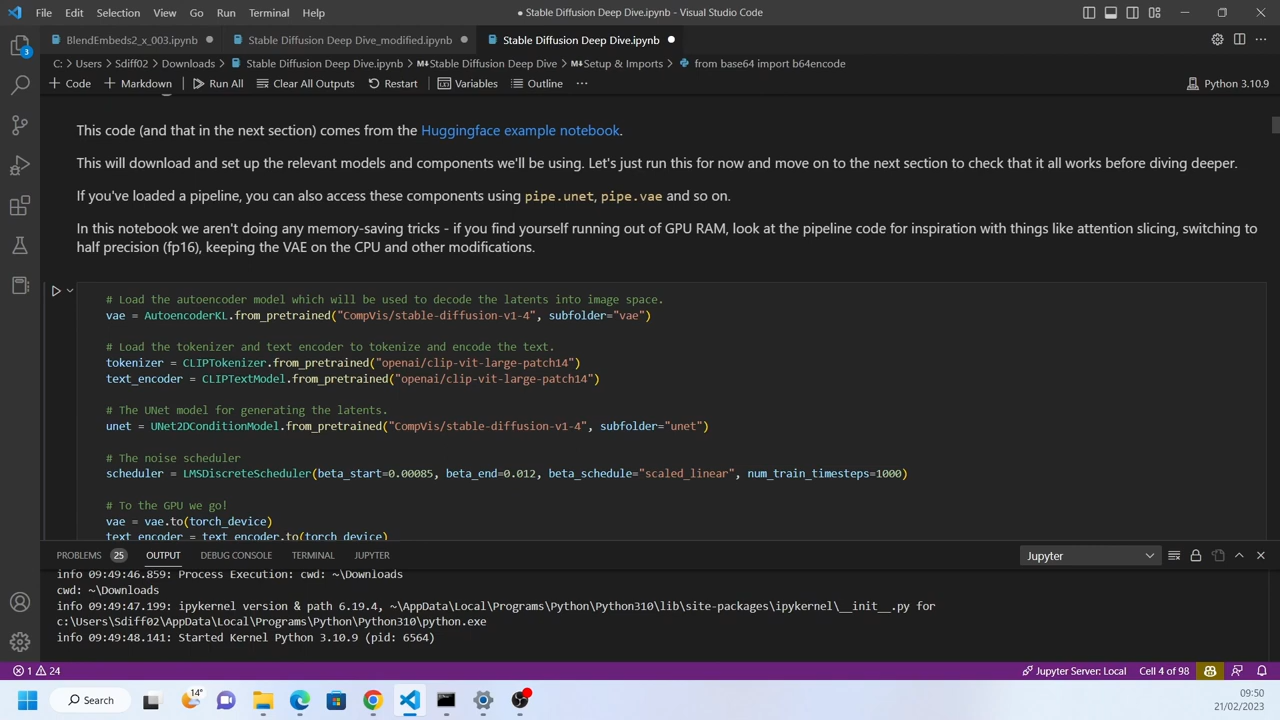 File Edit Selection View Go Run Terminal Help
● Stable Diffusion Deep Dive.ipynb - Visual Studio Code
BlendEmbeds2_x_003.ipynb ● Stable Diffusion Deep Dive_modified.ipynb ● Stable Diffusion Deep Dive.ipynb ●
C: > Users > Sdiff02 > Downloads > Stable Diffusion Deep Dive.ipynb > M↓Stable Diffusion Deep Dive > M↓Setup & Imports > from base64 import b64encode
+ Code + Markdown Run All Clear All Outputs Restart Variables Outline ··· Python 3.10.9
This code (and that in the next section) comes from the Huggingface example notebook.
This will download and set up the relevant models and components we'll be using. Let's just run this for now and move on to the next section to check that it all works before diving deeper.
If you've loaded a pipeline, you can also access these components using pipe.unet, pipe.vae and so on.
In this notebook we aren't doing any memory-saving tricks - if you find yourself running out of GPU RAM, look at the pipeline code for inspiration with things like attention slicing, switching to
half precision (fp16), keeping the VAE on the CPU and other modifications.
# Load the autoencoder model which will be used to decode the latents into image space.
vae = AutoencoderKL.from_pretrained("CompVis/stable-diffusion-v1-4", subfolder="vae")
# Load the tokenizer and text encoder to tokenize and encode the text.
tokenizer = CLIPTokenizer.from_pretrained("openai/clip-vit-large-patch14")
text_encoder = CLIPTextModel.from_pretrained("openai/clip-vit-large-patch14")
# The UNet model for generating the latents.
unet = UNet2DConditionModel.from_pretrained("CompVis/stable-diffusion-v1-4", subfolder="unet")
# The noise scheduler
scheduler = LMSDiscreteScheduler(beta_start=0.00085, beta_end=0.012, beta_schedule="scaled_linear", num_train_timesteps=1000)
# To the GPU we go!
vae = vae.to(torch_device)
text_encoder = text_encoder.to(torch_device)
PROBLEMS 25 OUTPUT DEBUG CONSOLE TERMINAL JUPYTER Jupyter
info 09:49:46.859: Process Execution: cwd: ~\Downloads
cwd: ~\Downloads
info 09:49:47.199: ipykernel version & path 6.19.4, ~\AppData\Local\Programs\Python\Python310\lib\site-packages\ipykernel\__init__.py for
c:\Users\Sdiff02\AppData\Local\Programs\Python\Python310\python.exe
info 09:49:48.141: Started Kernel Python 3.10.9 (pid: 6564)
1 24 Jupyter Server: Local Cell 4 of 98
3
Search 14° 09:50
21/02/2023